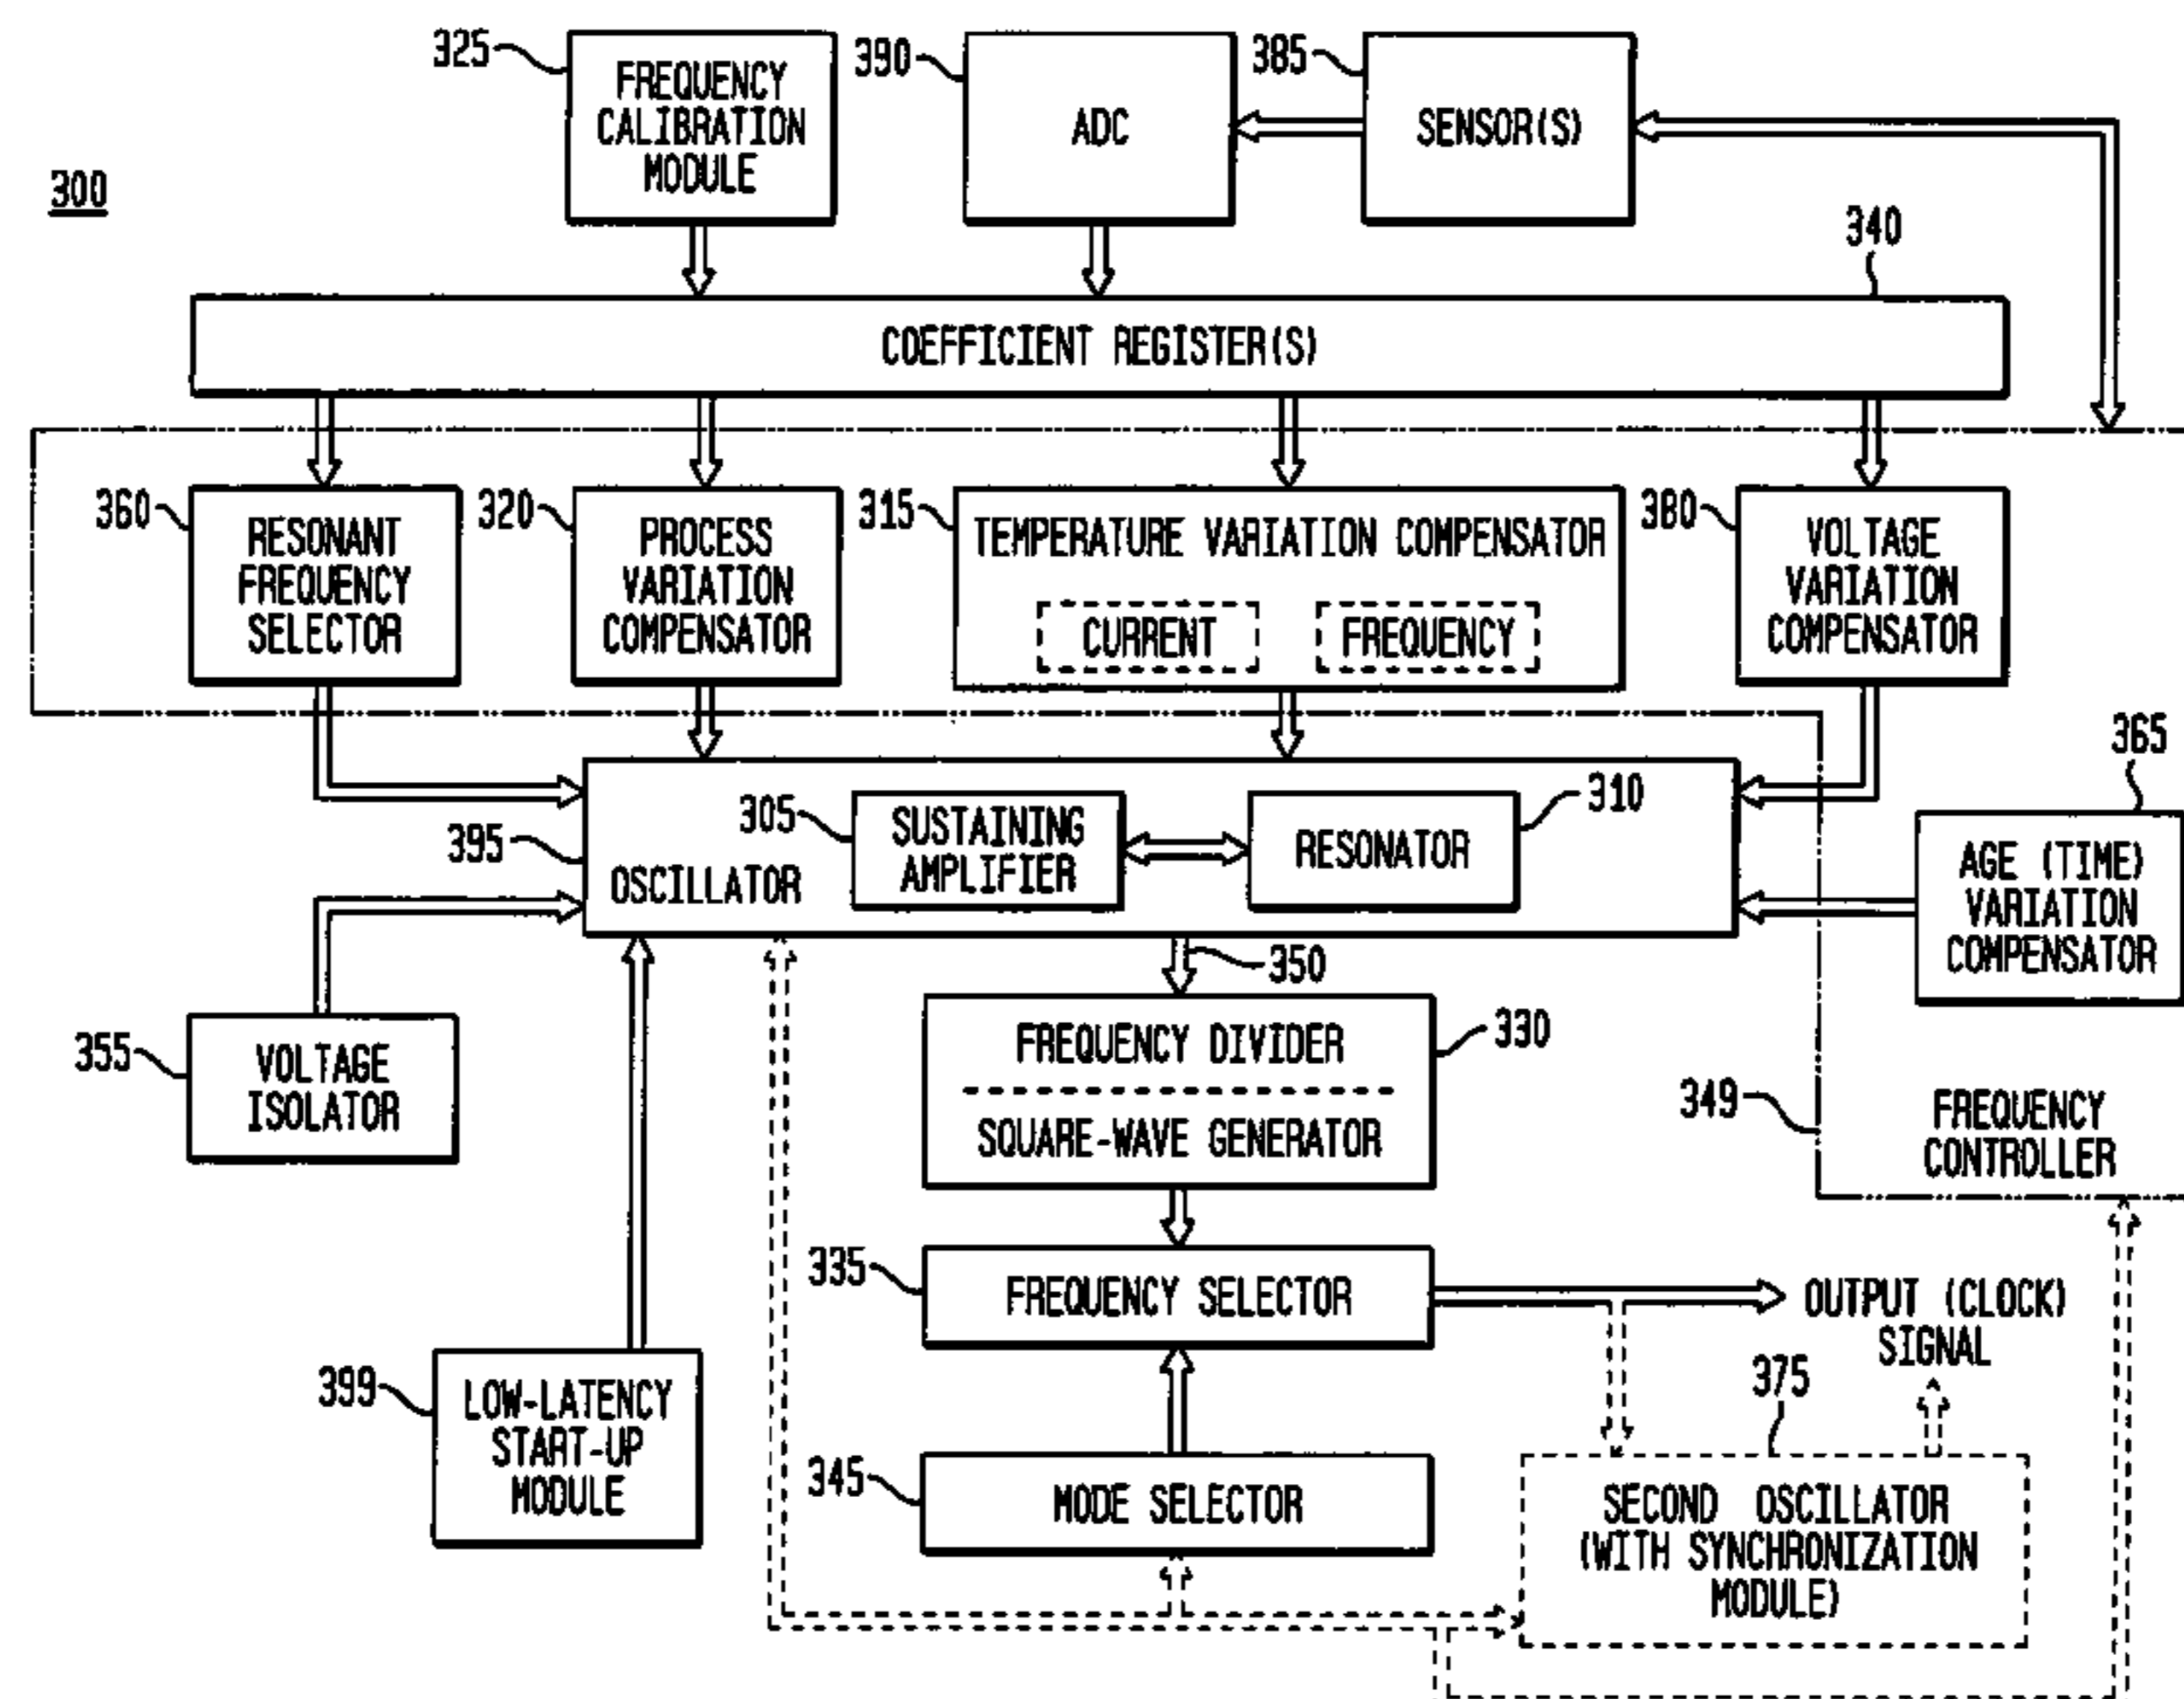 300
325
FREQUENCY
CALIBRATION
MODULE
390
ADC
385
SENSOR(S)
340
COEFFICIENT REGISTER(S)
360
RESONANT
FREQUENCY
SELECTOR
320
PROCESS
VARIATION
COMPENSATOR
315
TEMPERATURE VARIATION COMPENSATOR
CURRENT
FREQUENCY
380
VOLTAGE
VARIATION
COMPENSATOR
395
OSCILLATOR
305
SUSTAINING
AMPLIFIER
RESONATOR
310
365
AGE (TIME)
VARIATION
COMPENSATOR
350
355
VOLTAGE
ISOLATOR
FREQUENCY DIVIDER
SQUARE-WAVE GENERATOR
330
349
FREQUENCY
CONTROLLER
335
FREQUENCY SELECTOR
OUTPUT (CLOCK)
SIGNAL
399
LOW-LATENCY
START-UP
MODULE
345
MODE SELECTOR
375
SECOND OSCILLATOR
(WITH SYNCHRONIZATION
MODULE)